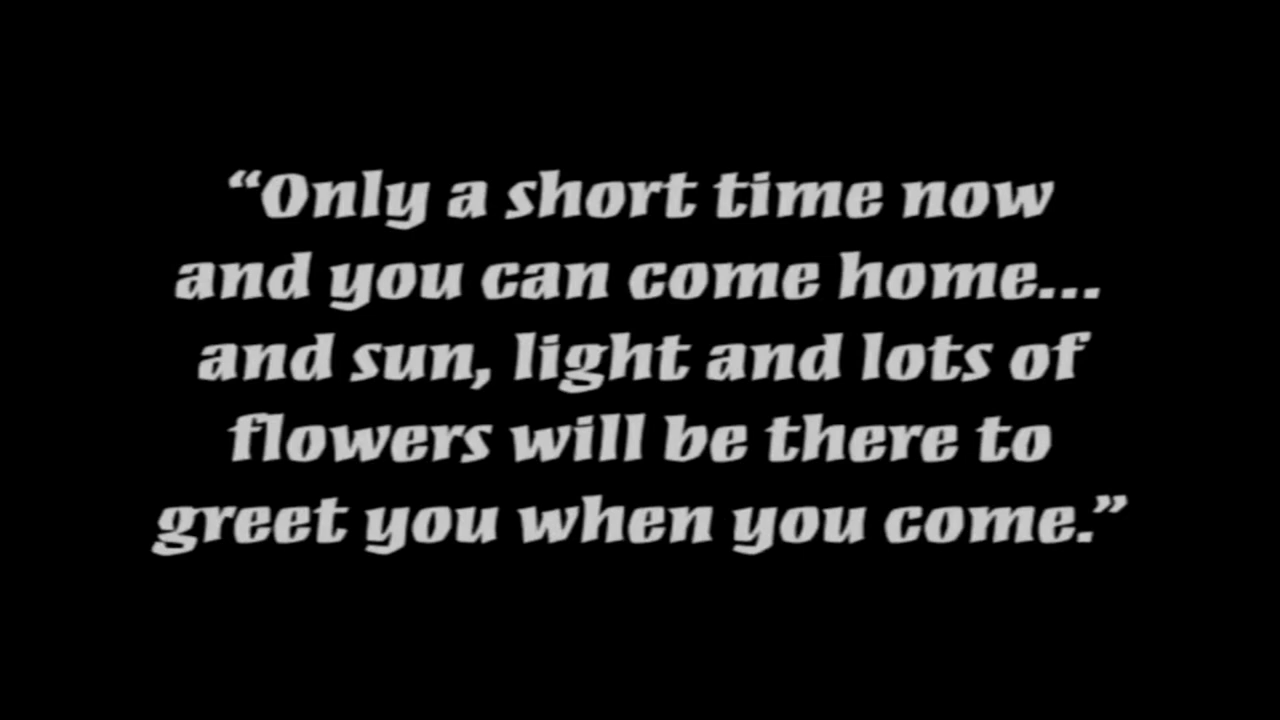 “Only a short time now
and you can come home...
and sun, light and lots of
flowers will be there to
greet you when you come.”